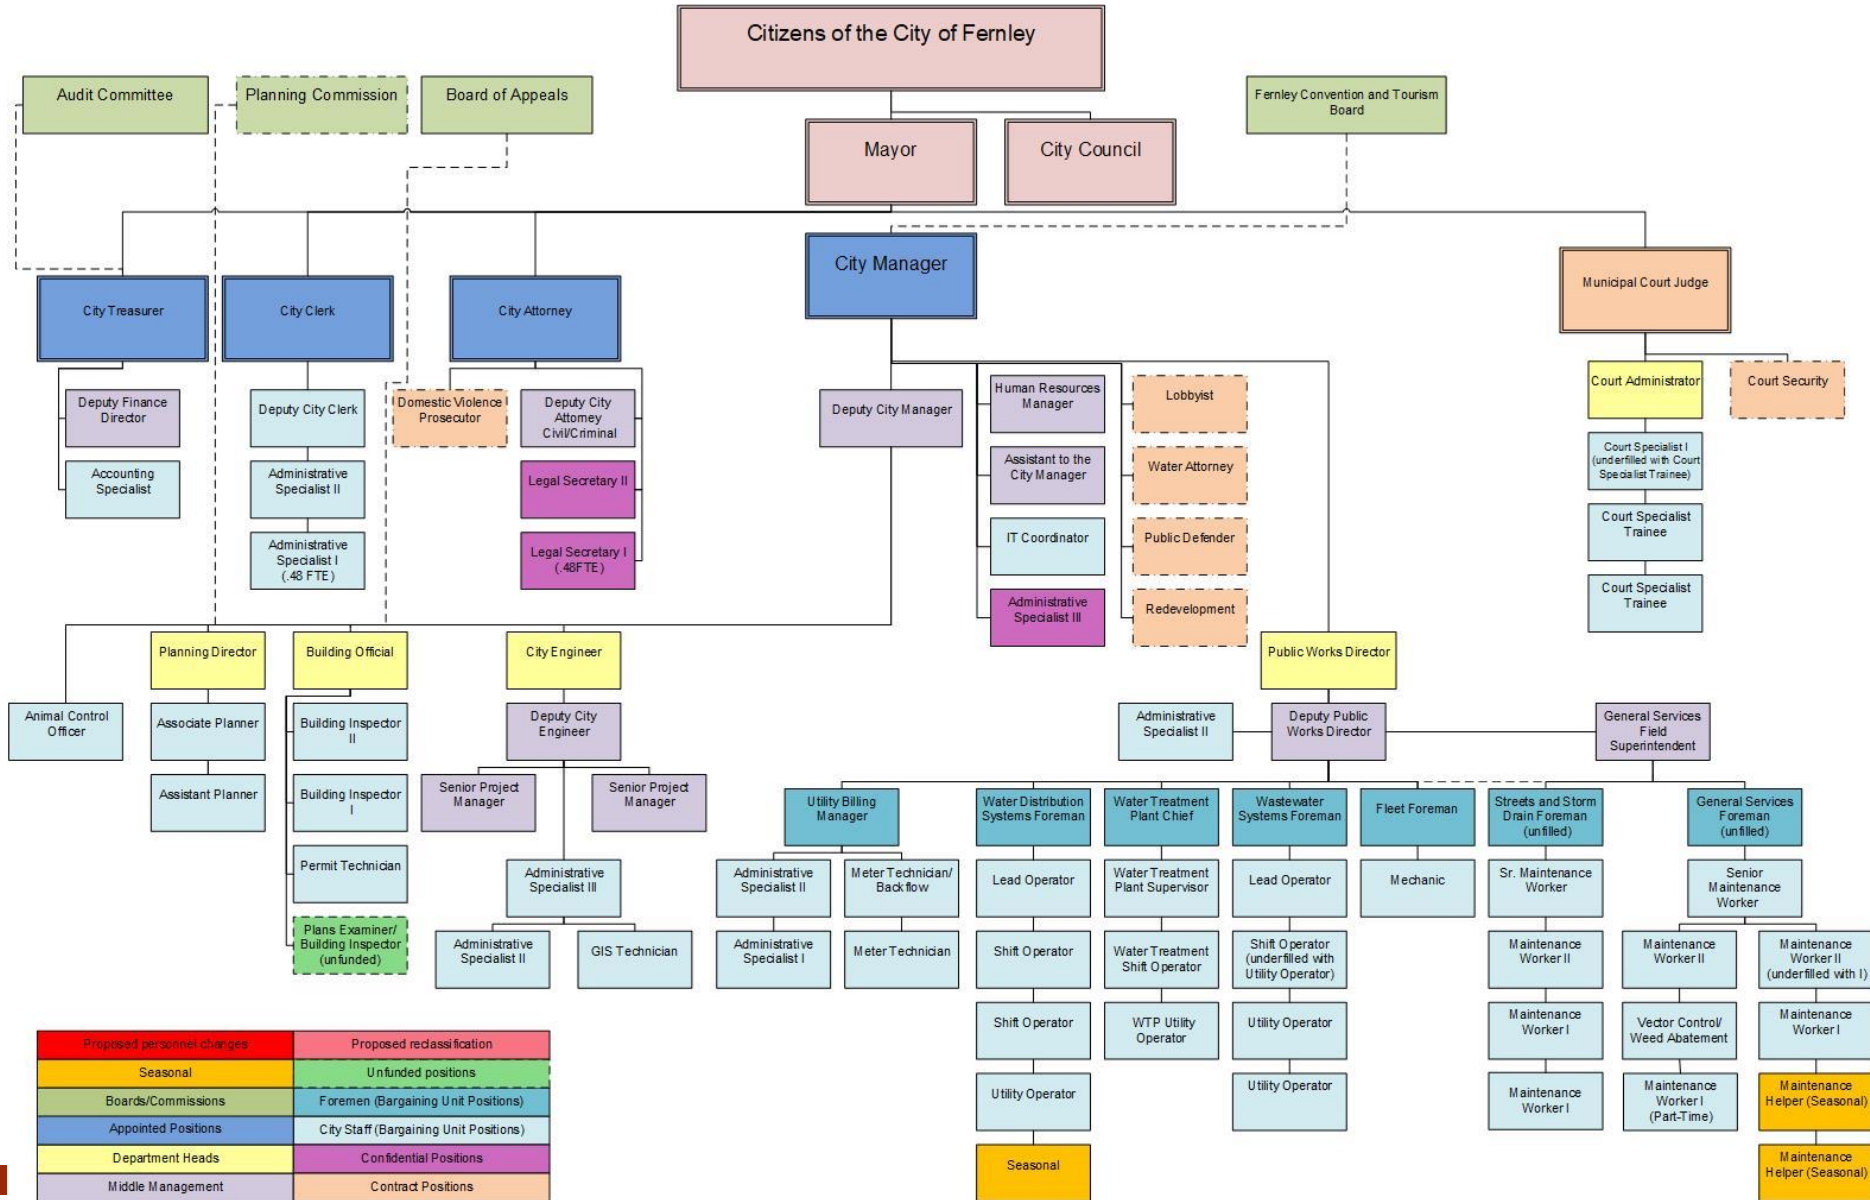 Citizens of the City of Fernley
Audit Committee
Planning Commission
Board of Appeals
Fernley Convention and Tourism
Board
Mayor
City Council
City Treasurer
City Clerk
City Attorney
City Manager
Municipal Court Judge
Deputy Finance
Director
Accounting
Specialist
Deputy City Clerk
Administrative
Specialist II
Administrative
Specialist I
(.48 FTE)
Domestic Violence
Prosecutor
Deputy City
Attorney
Civil/Criminal
Legal Secretary II
Legal Secretary I
(.48FTE)
Deputy City Manager
Human Resources
Manager
Assistant to the
City Manager
IT Coordinator
Administrative
Specialist III
Lobbyist
Water Attorney
Public Defender
Redevelopment
Court Administrator
Court Security
Court Specialist I
(underfilled with Court
Specialist Trainee)
Court Specialist
Trainee
Court Specialist
Trainee
Animal Control
Officer
Planning Director
Associate Planner
Assistant Planner
Building Official
Building Inspector
II
Building Inspector
I
Permit Technician
Plans Examiner/
Building Inspector
(unfunded)
City Engineer
Deputy City
Engineer
Senior Project
Manager
Senior Project
Manager
Administrative
Specialist III
Administrative
Specialist II
GIS Technician
Public Works Director
Administrative
Specialist II
Deputy Public
Works Director
General Services
Field
Superintendent
Utility Billing
Manager
Administrative
Specialist II
Administrative
Specialist I
Meter Technician/
Backflow
Meter Technician
Water Distribution
Systems Foreman
Lead Operator
Shift Operator
Shift Operator
Utility Operator
Seasonal
Water Treatment
Plant Chief
Water Treatment
Plant Supervisor
Water Treatment
Shift Operator
WTP Utility
Operator
Wastewater
Systems Foreman
Lead Operator
Shift Operator
(underfilled with
Utility Operator)
Utility Operator
Utility Operator
Fleet Foreman
Mechanic
Streets and Storm
Drain Foreman
(unfilled)
Sr. Maintenance
Worker
Maintenance
Worker II
Maintenance
Worker I
Maintenance
Worker I
General Services
Foreman
(unfilled)
Senior
Maintenance
Worker
Maintenance
Worker II
Vector Control/
Weed Abatement
Maintenance
Worker I
(Part-Time)
Maintenance
Worker II
(underfilled with I)
Maintenance
Worker I
Maintenance
Helper (Seasonal)
Maintenance
Helper (Seasonal)
Proposed personnel changes
Proposed reclassification
Seasonal
Unfunded positions
Boards/Commissions
Foremen (Bargaining Unit Positions)
Appointed Positions
City Staff (Bargaining Unit Positions)
Department Heads
Confidential Positions
Middle Management
Contract Positions